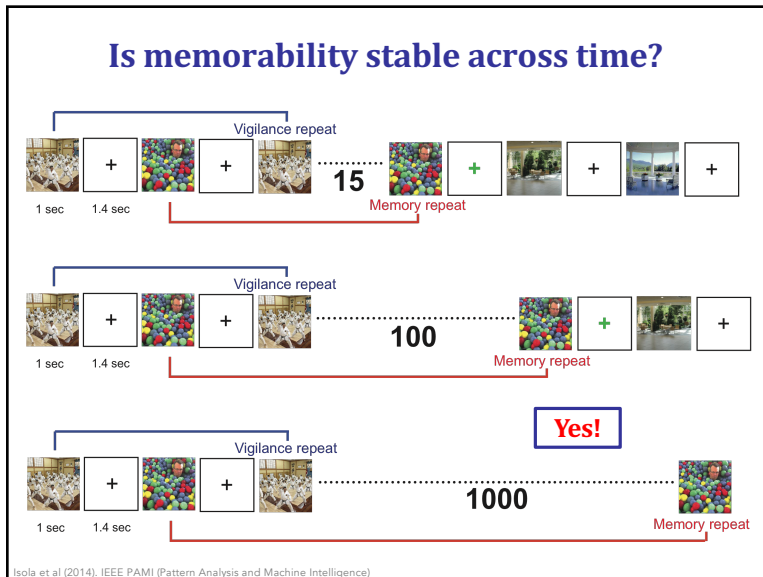 Is memorability stable across time?
Vigilance repeat
+
+
15
+
+
+
1 sec
1.4 sec
Memory repeat
Vigilance repeat
+
+
100
+
+
1 sec
1.4 sec
Memory repeat
Yes!
Vigilance repeat
+
+
1000
1 sec
1.4 sec
Memory repeat
Isola et al (2014). IEEE PAMI (Pattern Analysis and Machine Intelligence)